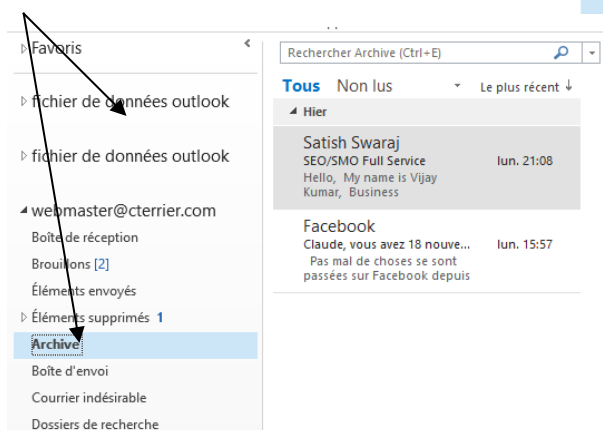 Favoris
fichier de données outlook
fichier de données outlook
webmaster@cterrier.com
Boîte de réception
Brouillons [2]
Éléments envoyés
Éléments supprimés 1
Archive
Boîte d'envoi
Courrier indésirable
Dossiers de recherche
Rechercher Archive (Ctrl+E)
Tous Non lus Le plus récent ↓
Hier
Satish Swaraj
SEO/SMO Full Service lun. 21:08
Hello, My name is Vijay
Kumar, Business
Facebook
Claude, vous avez 18 nouve... lun. 15:57
Pas mal de choses se sont
passées sur Facebook depuis